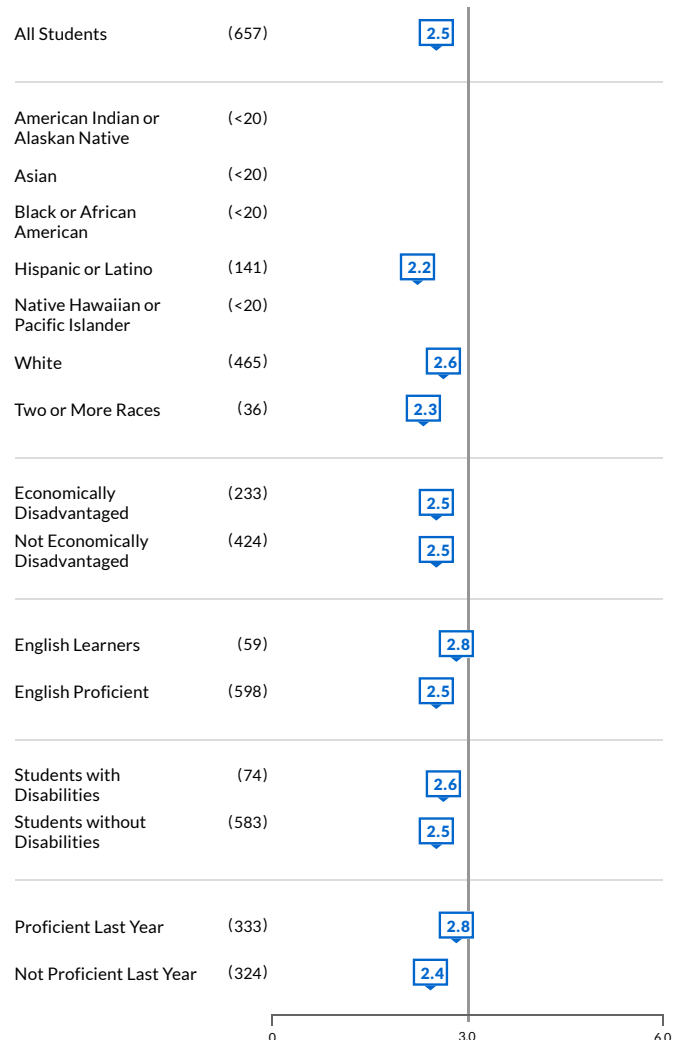 All Students (657) 2.5
American Indian or (<20)
Alaskan Native
Asian (<20)
Black or African (<20)
American
Hispanic or Latino (141) 2.2
Native Hawaiian or (<20)
Pacific Islander
White (465) 2.6
Two or More Races (36) 2.3
Economically (233) 2.5
Disadvantaged
Not Economically (424) 2.5
Disadvantaged
English Learners (59) 2.8
English Proficient (598) 2.5
Students with (74) 2.6
Disabilities
Students without (583) 2.5
Disabilities
Proficient Last Year (333) 2.8
Not Proficient Last Year (324) 2.4
0 3.0 6.0